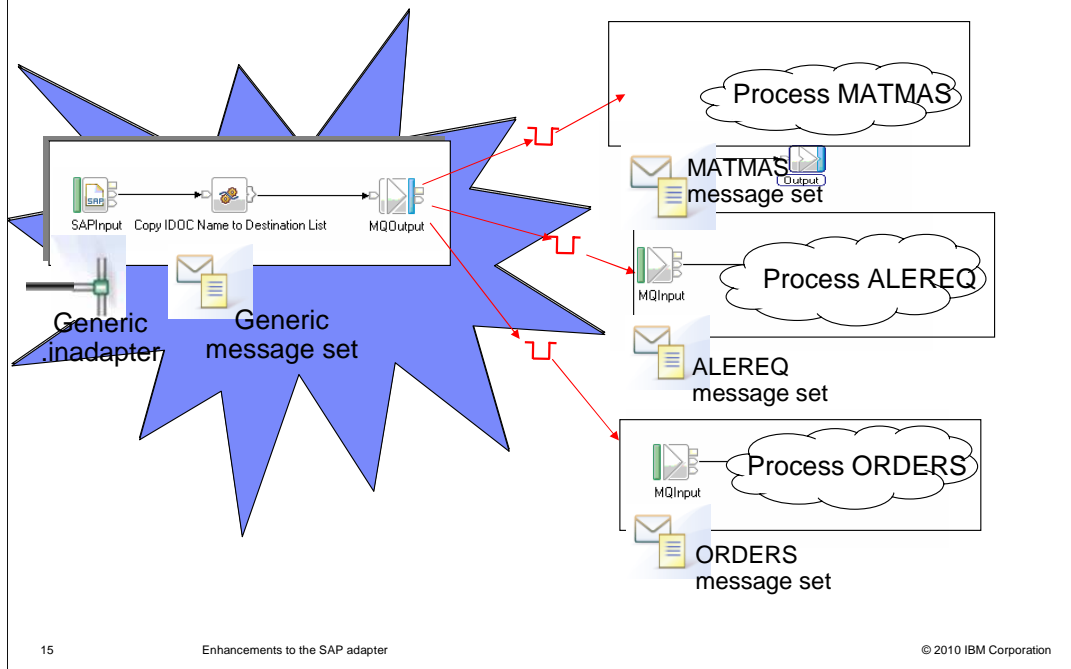 Process MATMAS
MATMAS
message set
Output
SAP
SAPInput
Copy IDOC Name to Destination List
MQOutput
Generic
.inadapter
Generic
message set
MQInput
Process ALEREQ
ALEREQ
message set
MQInput
Process ORDERS
ORDERS
message set
15
Enhancements to the SAP adapter
© 2010 IBM Corporation